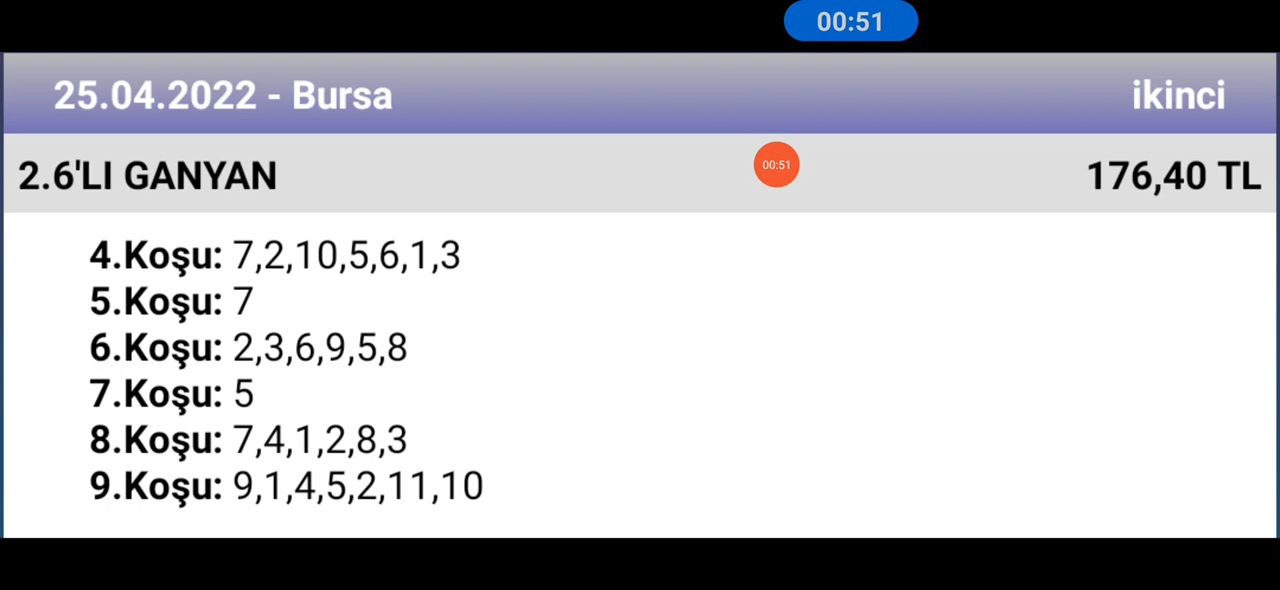 00:51
25.04.2022 - Bursa ikinci
2.6'LI GANYAN 00:51 176,40 TL
4.Koşu: 7,2,10,5,6,1,3
5.Koşu: 7
6.Koşu: 2,3,6,9,5,8
7.Koşu: 5
8.Koşu: 7,4,1,2,8,3
9.Koşu: 9,1,4,5,2,11,10